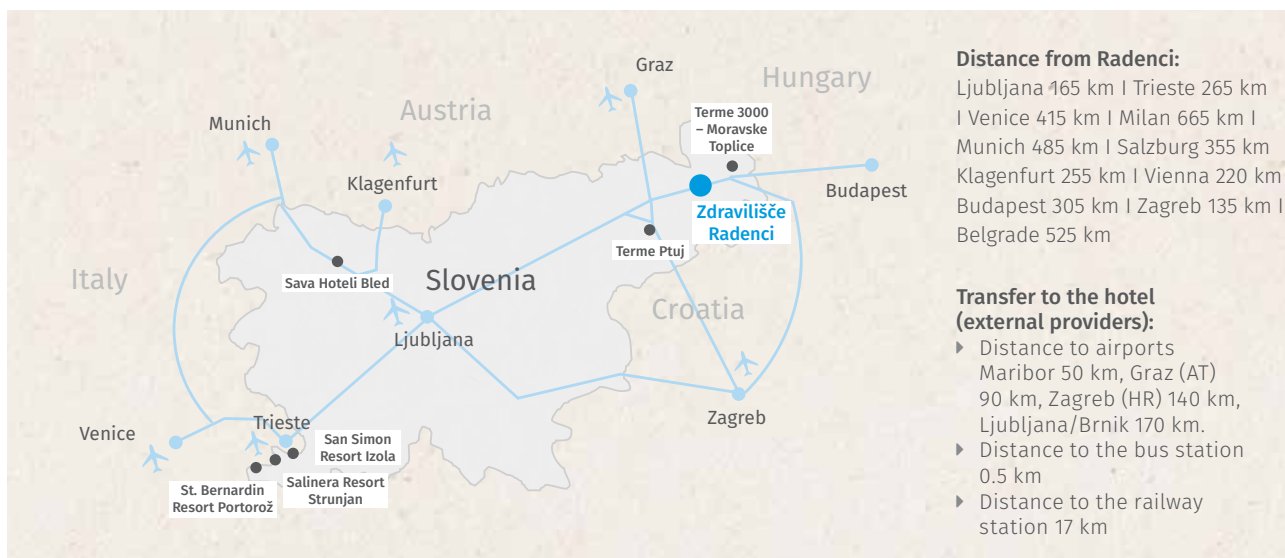 Graz
Hungary
Austria
Munich
Terme 3000
– Moravske
Toplice
Klagenfurt
Budapest
Zdravilišče
Radenci
Terme Ptuj
Italy
Sava Hoteli Bled
Slovenia
Croatia
Ljubljana
Zagreb
Trieste
Venice
San Simon
Resort Izola
Salinera Resort
Strunjan
St. Bernardin
Resort Portorož
Distance from Radenci:
Ljubljana 165 km I Trieste 265 km
I Venice 415 km I Milan 665 km I
Munich 485 km I Salzburg 355 km
Klagenfurt 255 km I Vienna 220 km
Budapest 305 km I Zagreb 135 km I
Belgrade 525 km
Transfer to the hotel
(external providers):
Distance to airports
Maribor 50 km, Graz (AT)
90 km, Zagreb (HR) 140 km,
Ljubljana/Brnik 170 km.
Distance to the bus station
0.5 km
Distance to the railway
station 17 km